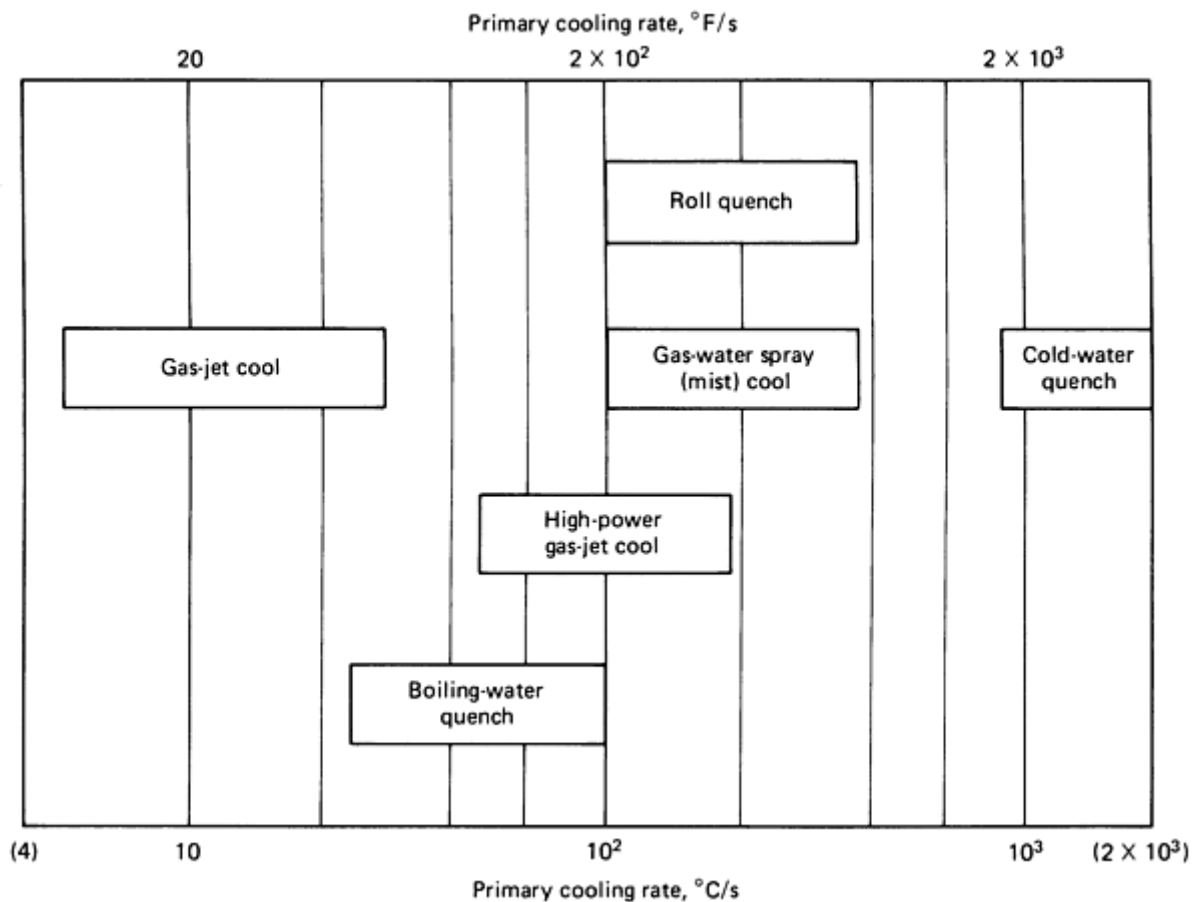 Primary cooling rate, °F/s
20 2 × 10² 2 × 10³
Roll quench
Gas-jet cool
Gas-water spray
(mist) cool
Cold-water
quench
High-power
gas-jet cool
Boiling-water
quench
(4) 10 10² 10³ (2 × 10³)
Primary cooling rate, °C/s